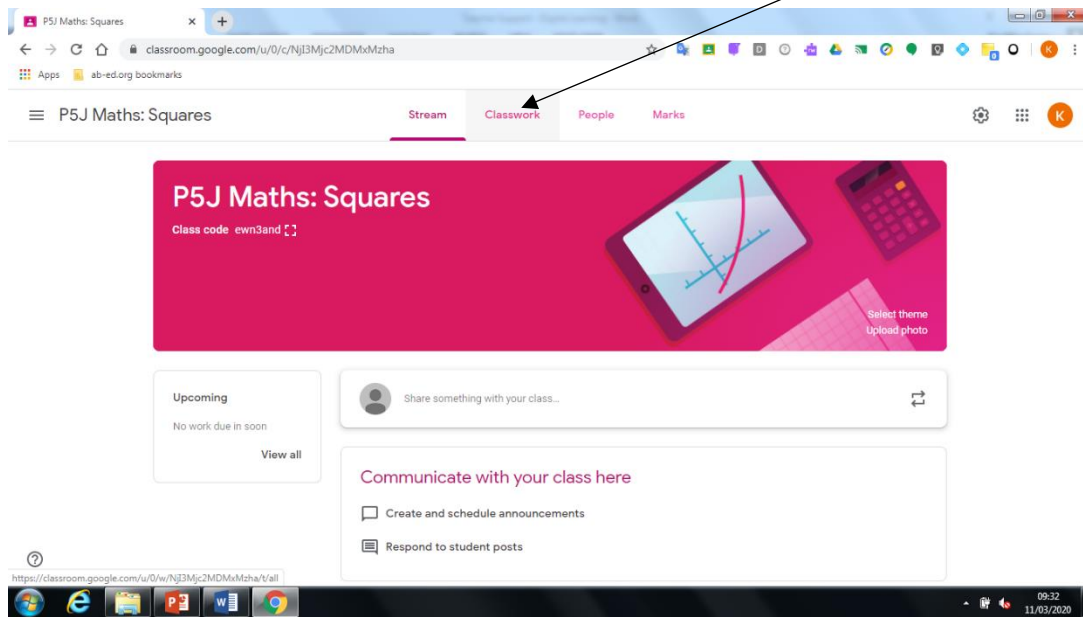 P5J Maths: Squares
classroom.google.com/u/0/c/NjI3Mjc2MDMxMzha
Apps ab-ed.org bookmarks
P5J Maths: Squares Stream Classwork People Marks K
P5J Maths: Squares
Class code ewn3and
Select theme
Upload photo
Upcoming
No work due in soon
View all
Share something with your class...
Communicate with your class here
Create and schedule announcements
Respond to student posts
https://classroom.google.com/u/0/w/NjI3Mjc2MDMxMzha/t/all
09:32
11/03/2020